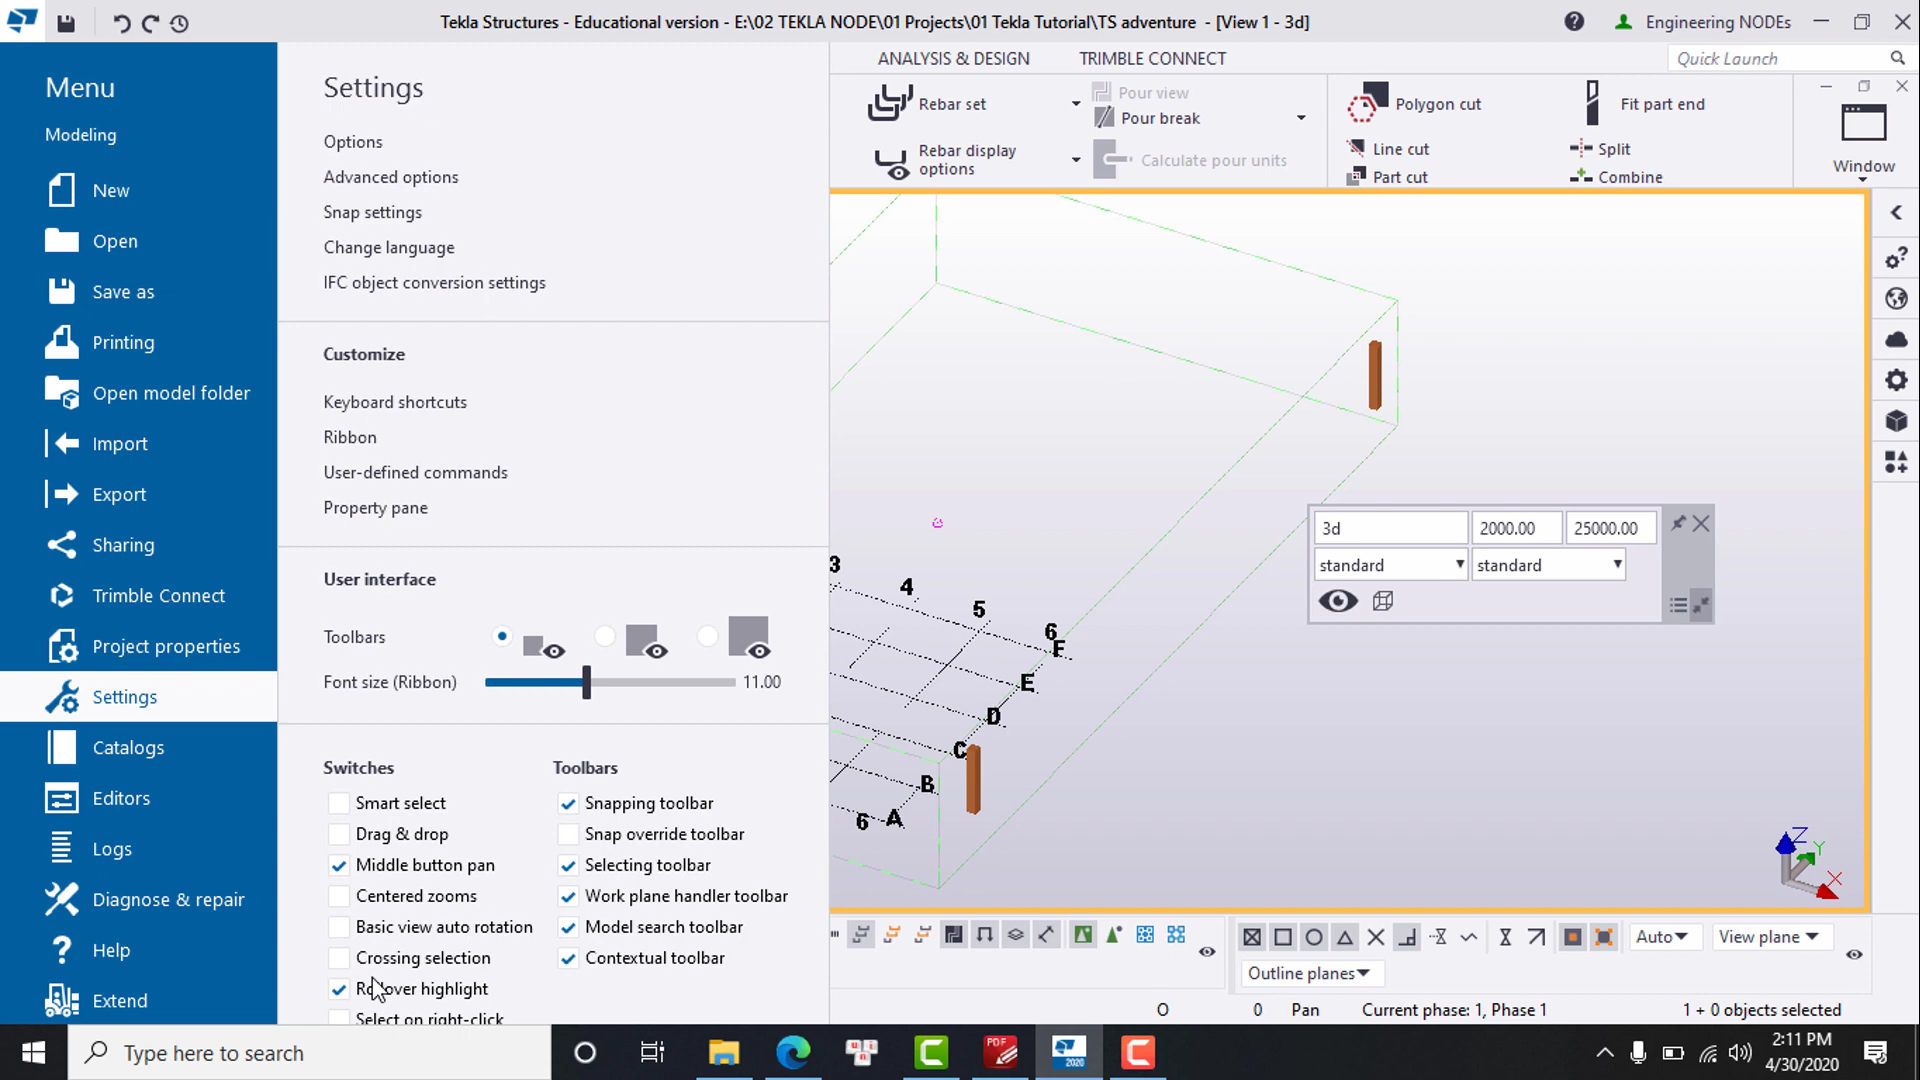 Tekla Structures - Educational version - E:\02 TEKLA NODE\01 Projects\01 Tekla Tutorial\TS adventure - [View 1 - 3d]
Engineering NODEs
Menu
Modeling
New
Open
Save as
Printing
Open model folder
Import
Export
Sharing
Trimble Connect
Project properties
Settings
Catalogs
Editors
Logs
Diagnose & repair
Help
Extend
Settings
Options
Advanced options
Snap settings
Change language
IFC object conversion settings
Customize
Keyboard shortcuts
Ribbon
User-defined commands
Property pane
User interface
Toolbars
Font size (Ribbon) 11.00
Switches
Smart select
Drag & drop
Middle button pan
Centered zooms
Basic view auto rotation
Crossing selection
Rollover highlight
Select on right-click
Toolbars
Snapping toolbar
Snap override toolbar
Selecting toolbar
Work plane handler toolbar
Model search toolbar
Contextual toolbar
ANALYSIS & DESIGN TRIMBLE CONNECT
Quick Launch
Rebar set
Rebar display options
Pour view
Pour break
Calculate pour units
Polygon cut
Line cut
Part cut
Fit part end
Split
Combine
Window
3d 2000.00 25000.00
standard standard
3
4
5
6
F
E
D
C
B
6 A
Z
Y
X
Auto View plane
Outline planes
O 0 Pan Current phase: 1, Phase 1 1 + 0 objects selected
Type here to search
PDF
2020
2:11 PM
4/30/2020